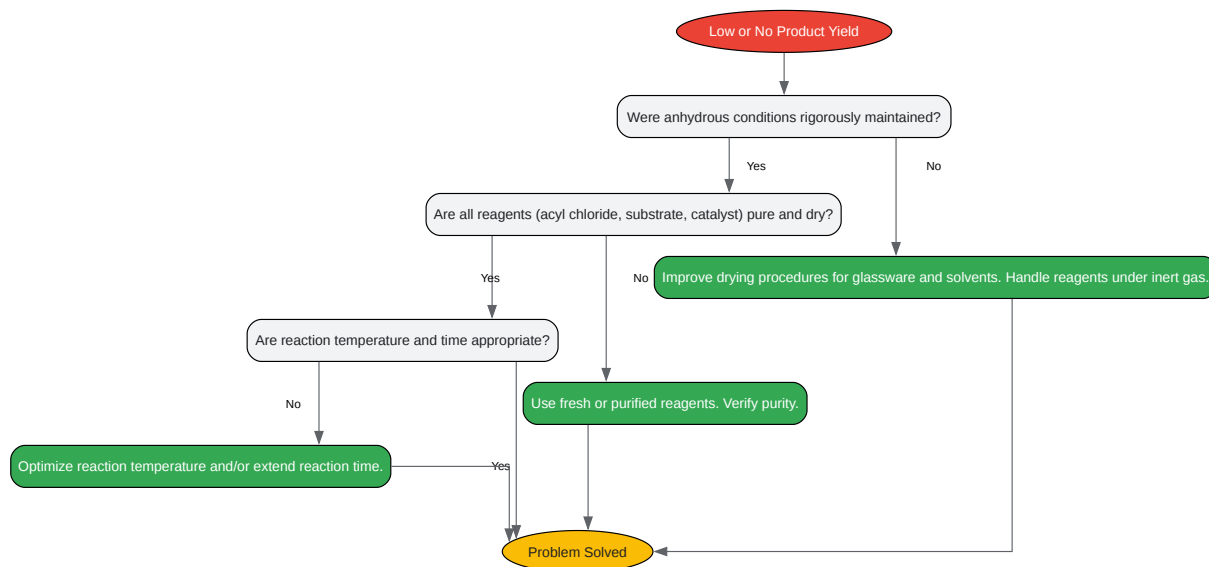 Low or No Product Yield
Were anhydrous conditions rigorously maintained?
Yes
No
Are all reagents (acyl chloride, substrate, catalyst) pure and dry?
Yes
No
Improve drying procedures for glassware and solvents. Handle reagents under inert gas.
Are reaction temperature and time appropriate?
No
Use fresh or purified reagents. Verify purity.
Optimize reaction temperature and/or extend reaction time.
Yes
Problem Solved